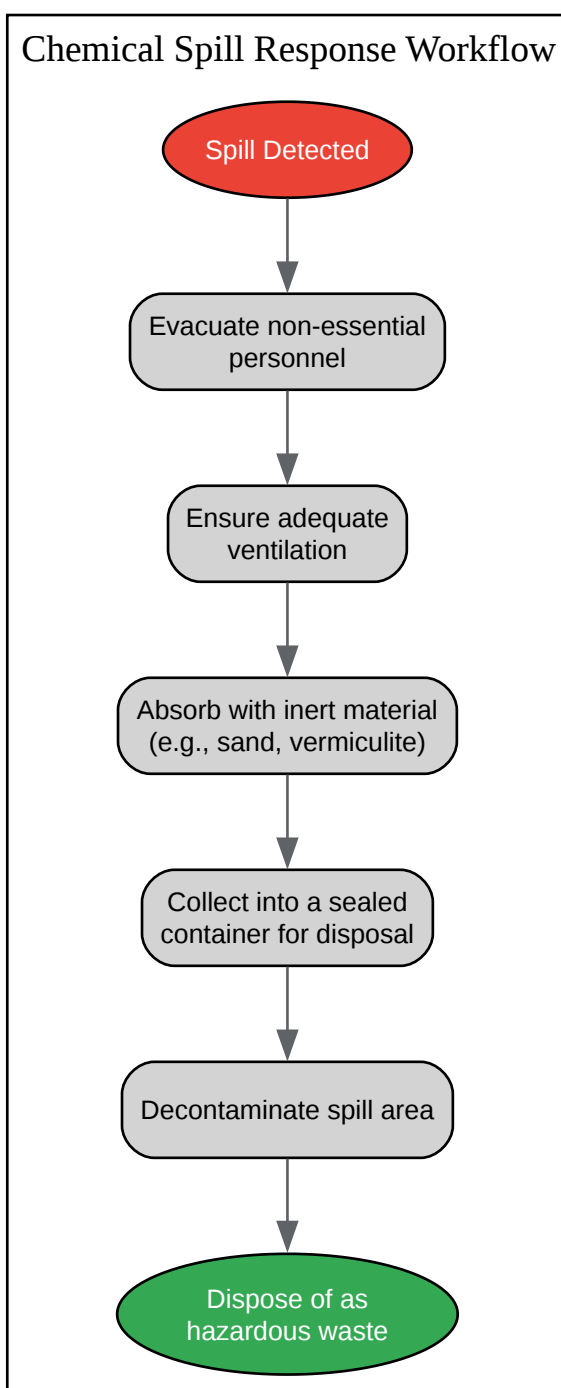 Chemical Spill Response Workflow
Spill Detected
Evacuate non-essential
personnel
Ensure adequate
ventilation
Absorb with inert material
(e.g., sand, vermiculite)
Collect into a sealed
container for disposal
Decontaminate spill area
Dispose of as
hazardous waste